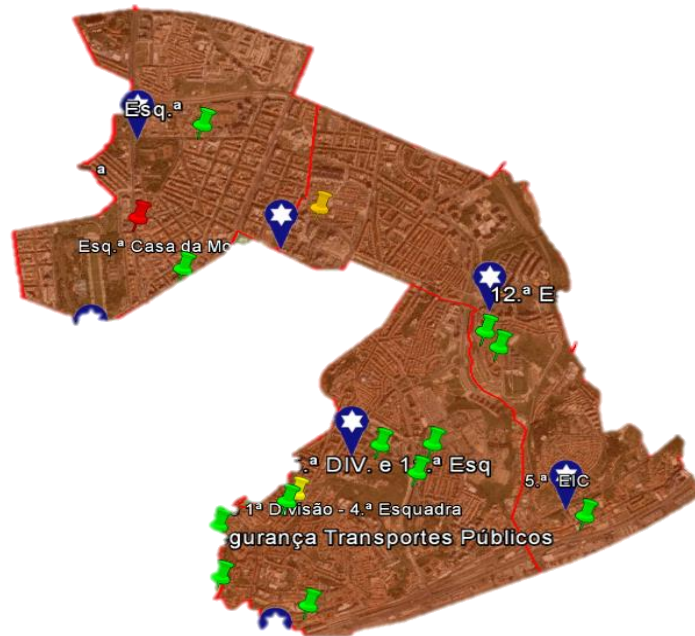 Esq.ª
a
Esq.ª Casa da Mo
12.ª E
.ª DIV. e 1 .ª Esq
5.ª EIC
1ª Divisão - 4.ª Esquadra
gurança Transportes Públicos